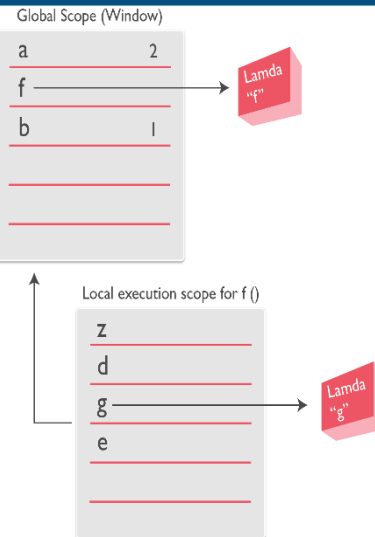 Global Scope (Window)
a 2
f
Lamda
“f”
b 1
Local execution scope for f ()
z
d
g
Lamda
“g”
e